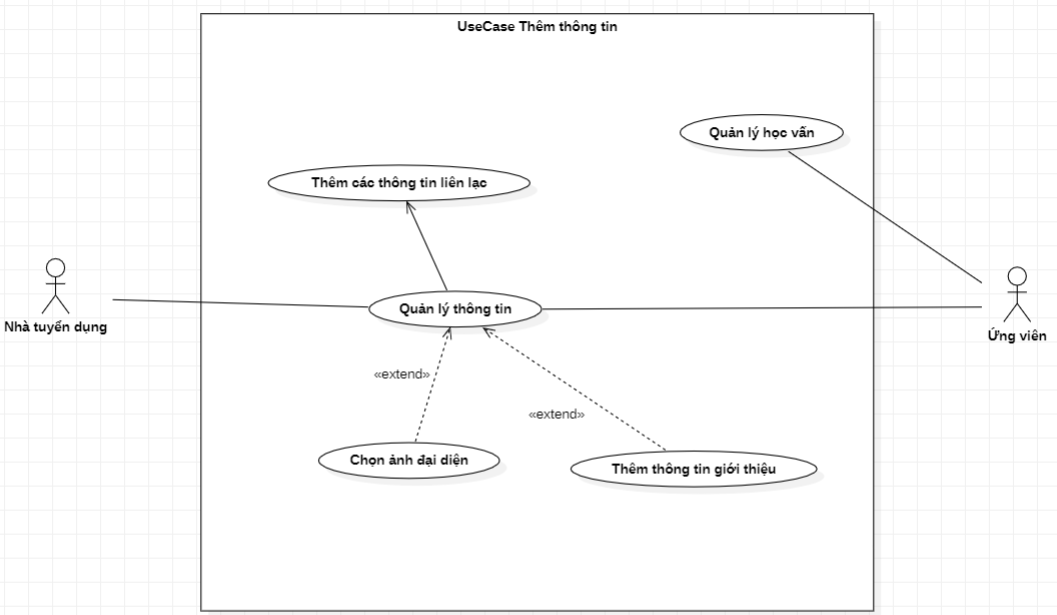 UseCase Thêm thông tin
Quản lý học vấn
Thêm các thông tin liên lạc
Nhà tuyển dụng
Quản lý thông tin
Ứng viên
«extend»
«extend»
Chọn ảnh đại diện
Thêm thông tin giới thiệu